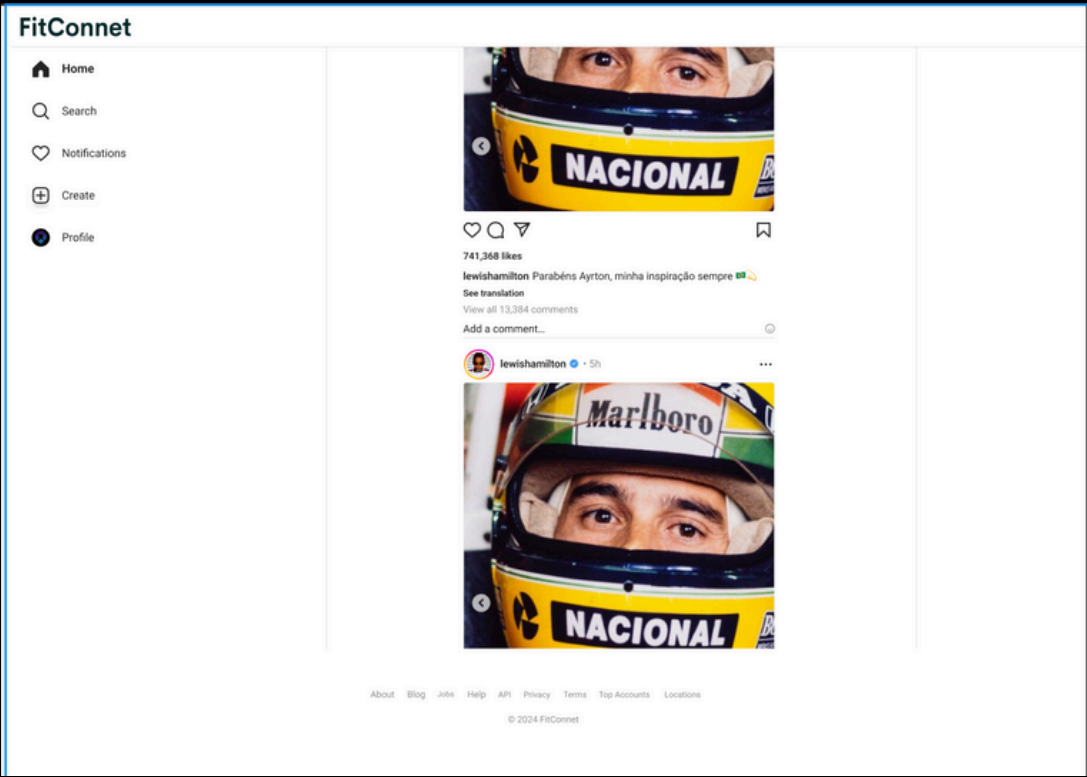 FitConnet
Home
Search
Notifications
Create
Profile
NACIONAL
741,368 likes
lewishamilton Parabéns Ayrton, minha inspiração sempre
See translation
View all 13,384 comments
Add a comment...
lewishamilton • 5h
Marlboro
NACIONAL
About Blog Jobs Help API Privacy Terms Top Accounts Locations
© 2024 FitConnet